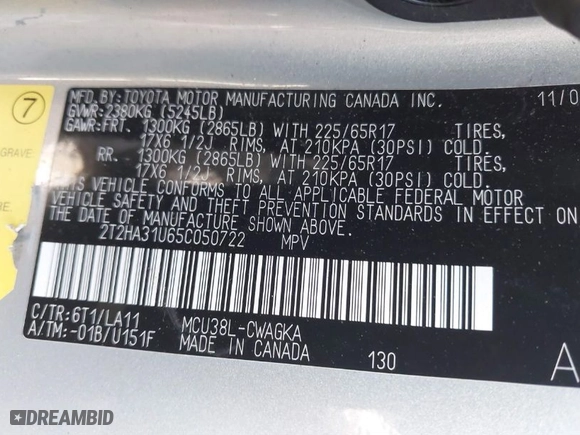 7
GRAVE
RE.
MFD.BY:TOYOTA MOTOR MANUFACTURING CANADA INC. 11/0
GVWR:2380KG (5245LB)
GAWR:FRT. 1300KG (2865LB) WITH 225/65R17 TIRES,
17X6 1/2J RIMS, AT 210KPA (30PSI) COLD.
RR. 1300KG (2865LB) WITH 225/65R17 TIRES,
17X6 1/2J RIMS, AT 210KPA (30PSI) COLD.
THIS VEHICLE CONFORMS TO ALL APPLICABLE FEDERAL MOTOR
VEHICLE SAFETY AND THEFT PREVENTION STANDARDS IN EFFECT ON
THE DATE OF MANUFACTURE SHOWN ABOVE.
2T2HA31U65C050722 MPV
C/TR:6T1/LA11 MCU38L-CWAGKA
A/TM:-01B/U151F MADE IN CANADA 130 A
DREAMBID